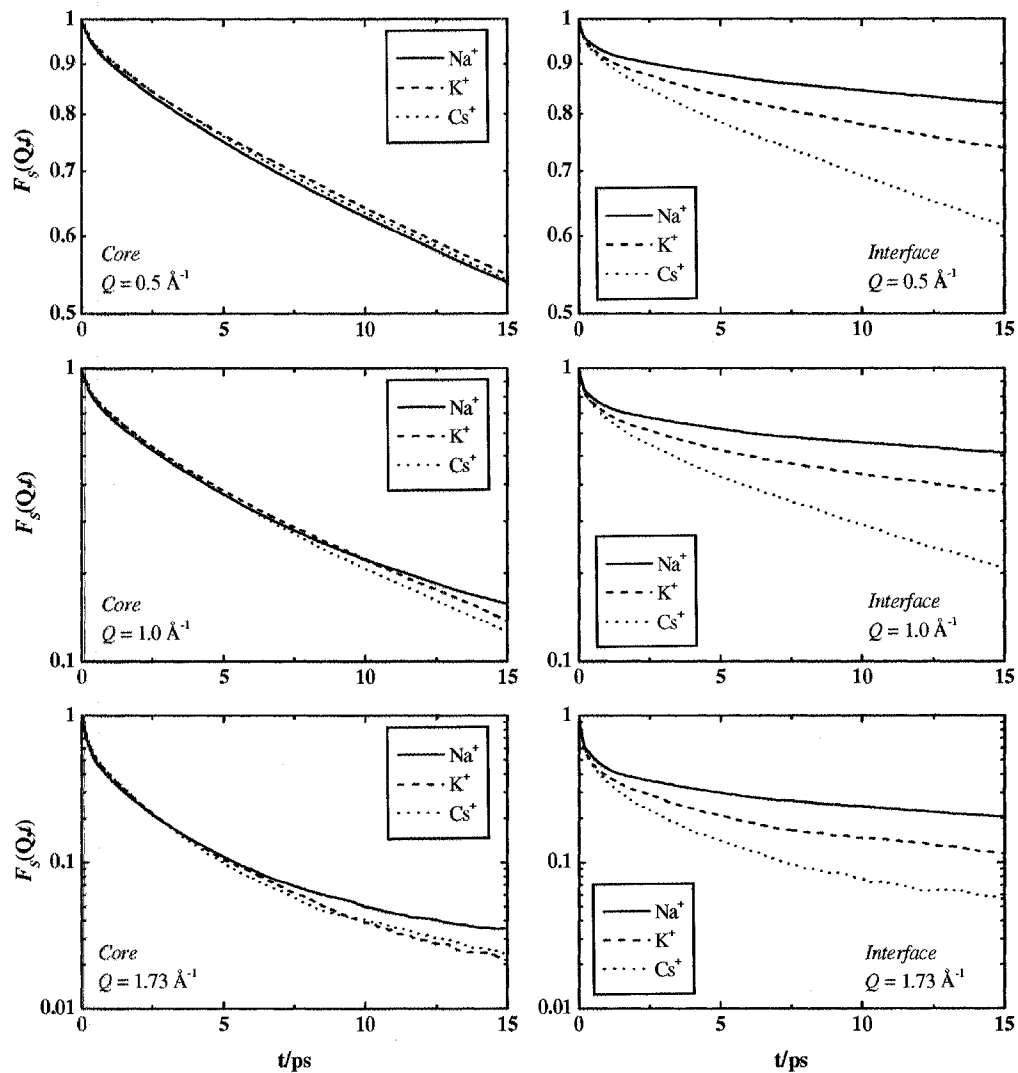 1
0.9
0.8
0.7
0.6
0.5
F_S(Q,t)
Na⁺
K⁺
Cs⁺
Core
Q = 0.5 Å⁻¹
0 5 10 15
1
0.9
0.8
0.7
0.6
0.5
Na⁺
K⁺
Cs⁺
Interface
Q = 0.5 Å⁻¹
0 5 10 15
1
0.1
F_S(Q,t)
Na⁺
K⁺
Cs⁺
Core
Q = 1.0 Å⁻¹
0 5 10 15
1
0.1
Na⁺
K⁺
Cs⁺
Interface
Q = 1.0 Å⁻¹
0 5 10 15
1
0.1
0.01
F_S(Q,t)
Na⁺
K⁺
Cs⁺
Core
Q = 1.73 Å⁻¹
0 5 10 15
t/ps
1
0.1
0.01
Na⁺
K⁺
Cs⁺
Interface
Q = 1.73 Å⁻¹
0 5 10 15
t/ps